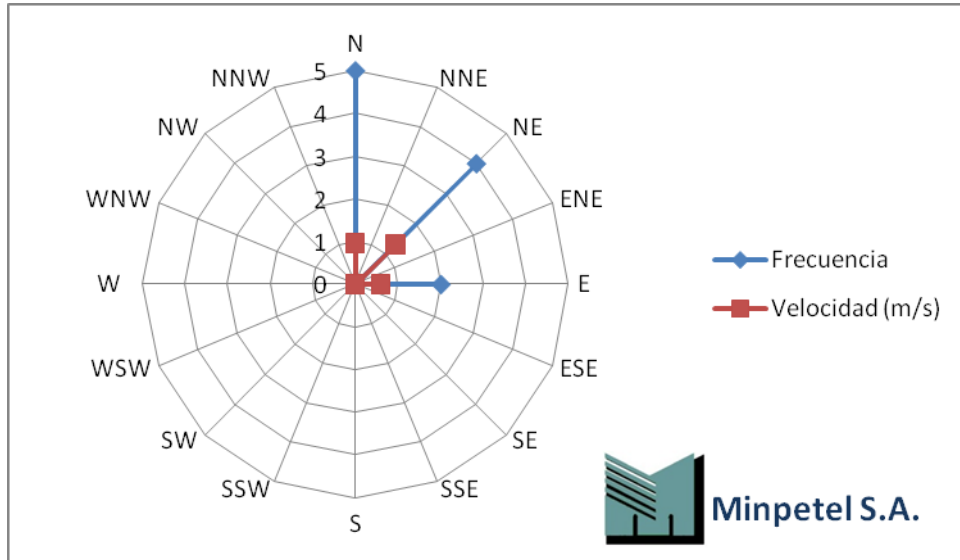 N
NNE
NE
ENE
E
ESE
SE
SSE
S
SSW
SW
WSW
W
WNW
NW
NNW
5
4
3
2
1
0
Frecuencia
Velocidad (m/s)
Minpetel S.A.